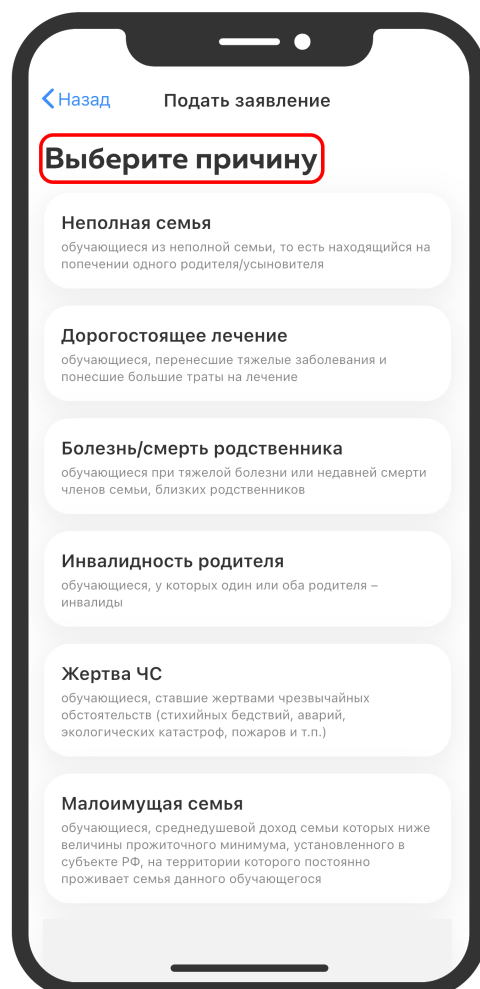 Назад
Подать заявление
Выберите причину
Неполная семья
обучающиеся из неполной семьи, то есть находящийся на
попечении одного родителя/усыновителя
Дорогостоящее лечение
обучающиеся, перенесшие тяжелые заболевания и
понесшие большие траты на лечение
Болезнь/смерть родственника
обучающиеся при тяжелой болезни или недавней смерти
членов семьи, близких родственников
Инвалидность родителя
обучающиеся, у которых один или оба родителя –
инвалиды
Жертва ЧС
обучающиеся, ставшие жертвами чрезвычайных
обстоятельств (стихийных бедствий, аварий,
экологических катастроф, пожаров и т.п.)
Малоимущая семья
обучающиеся, среднедушевой доход семьи которых ниже
величины прожиточного минимума, установленного в
субъекте РФ, на территории которого постоянно
проживает семья данного обучающегося